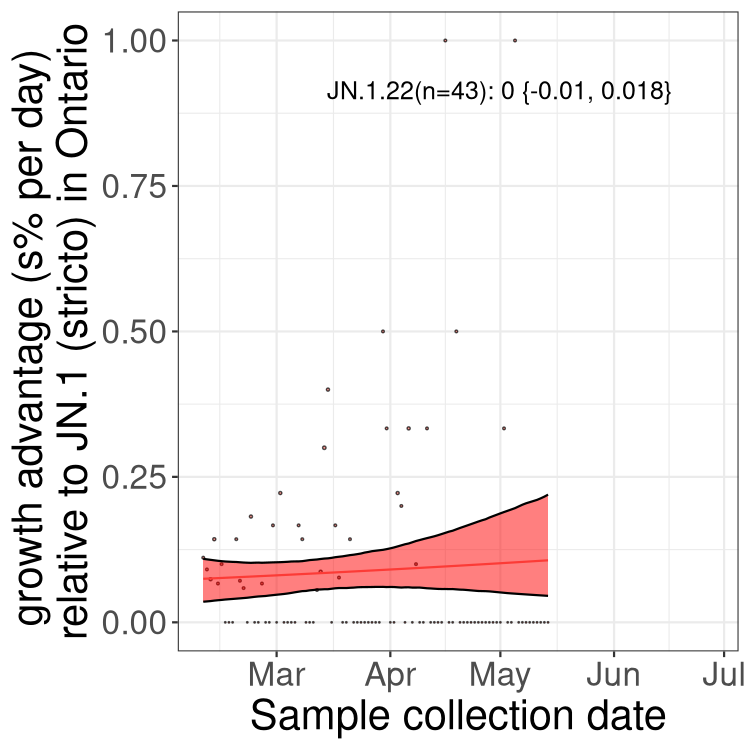 growth advantage (s% per day)
relative to JN.1 (stricto) in Ontario
1.00
0.75
0.50
0.25
0.00
JN.1.22(n=43): 0 {-0.01, 0.018}
Mar Apr May Jun Jul
Sample collection date